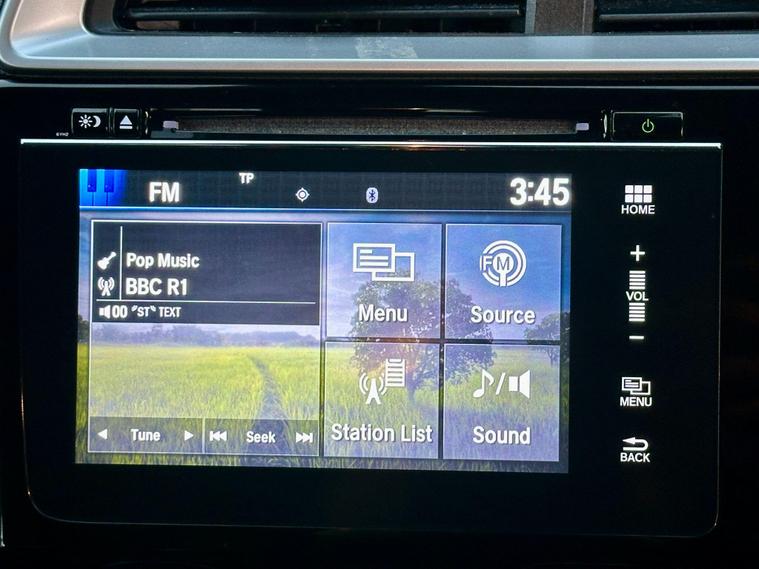 FM TP 3:45
HOME
Pop Music
BBC R1
00 "ST" TEXT
Menu
FM
Source
VOL
MENU
Tune
Seek
Station List
Sound
BACK